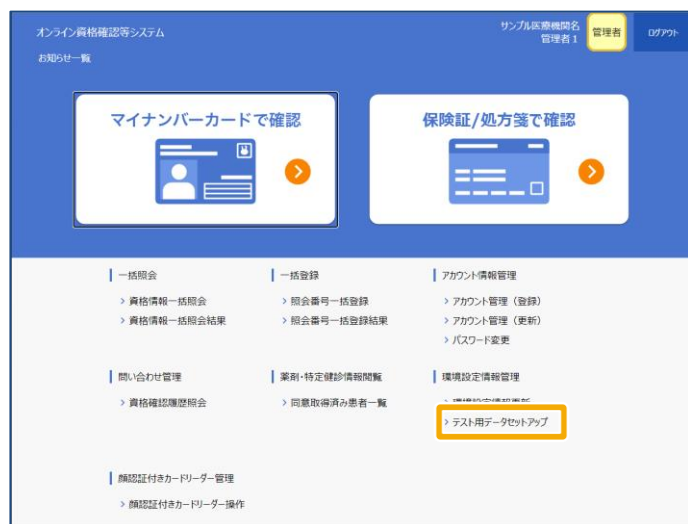 オンライン資格確認等システム
サンプル医療機関名
管理者1
管理者
ログアウト
お知らせ一覧
マイナンバーカードで確認
保険証/処方箋で確認
一括照会
資格情報一括照会
資格情報一括照会結果
一括登録
照会番号一括登録
照会番号一括登録結果
アカウント情報管理
アカウント管理（登録）
アカウント管理（更新）
パスワード変更
問い合わせ管理
資格確認履歴照会
薬剤・特定健診情報閲覧
同意取得済み患者一覧
環境設定情報管理
環境設定情報更新
テスト用データセットアップ
顔認証付きカードリーダー管理
顔認証付きカードリーダー操作